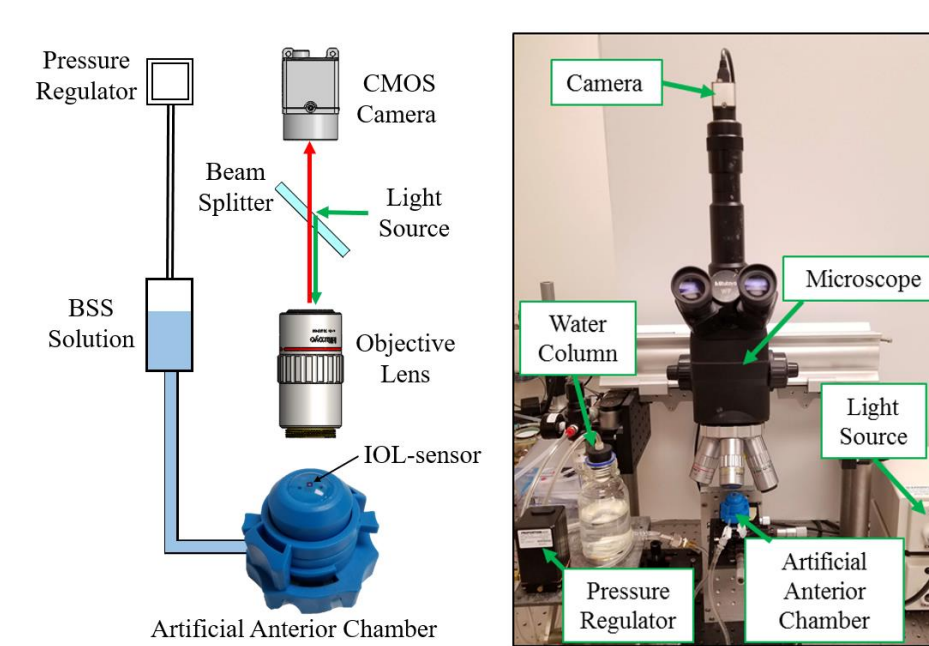 Pressure
Regulator
CMOS
Camera
Beam
Splitter
Light
Source
BSS
Solution
Mitutoyo
Objective
Lens
IOL-sensor
Artificial Anterior Chamber
Camera
Microscope
Water
Column
Light
Source
Pressure
Regulator
Artificial
Anterior
Chamber